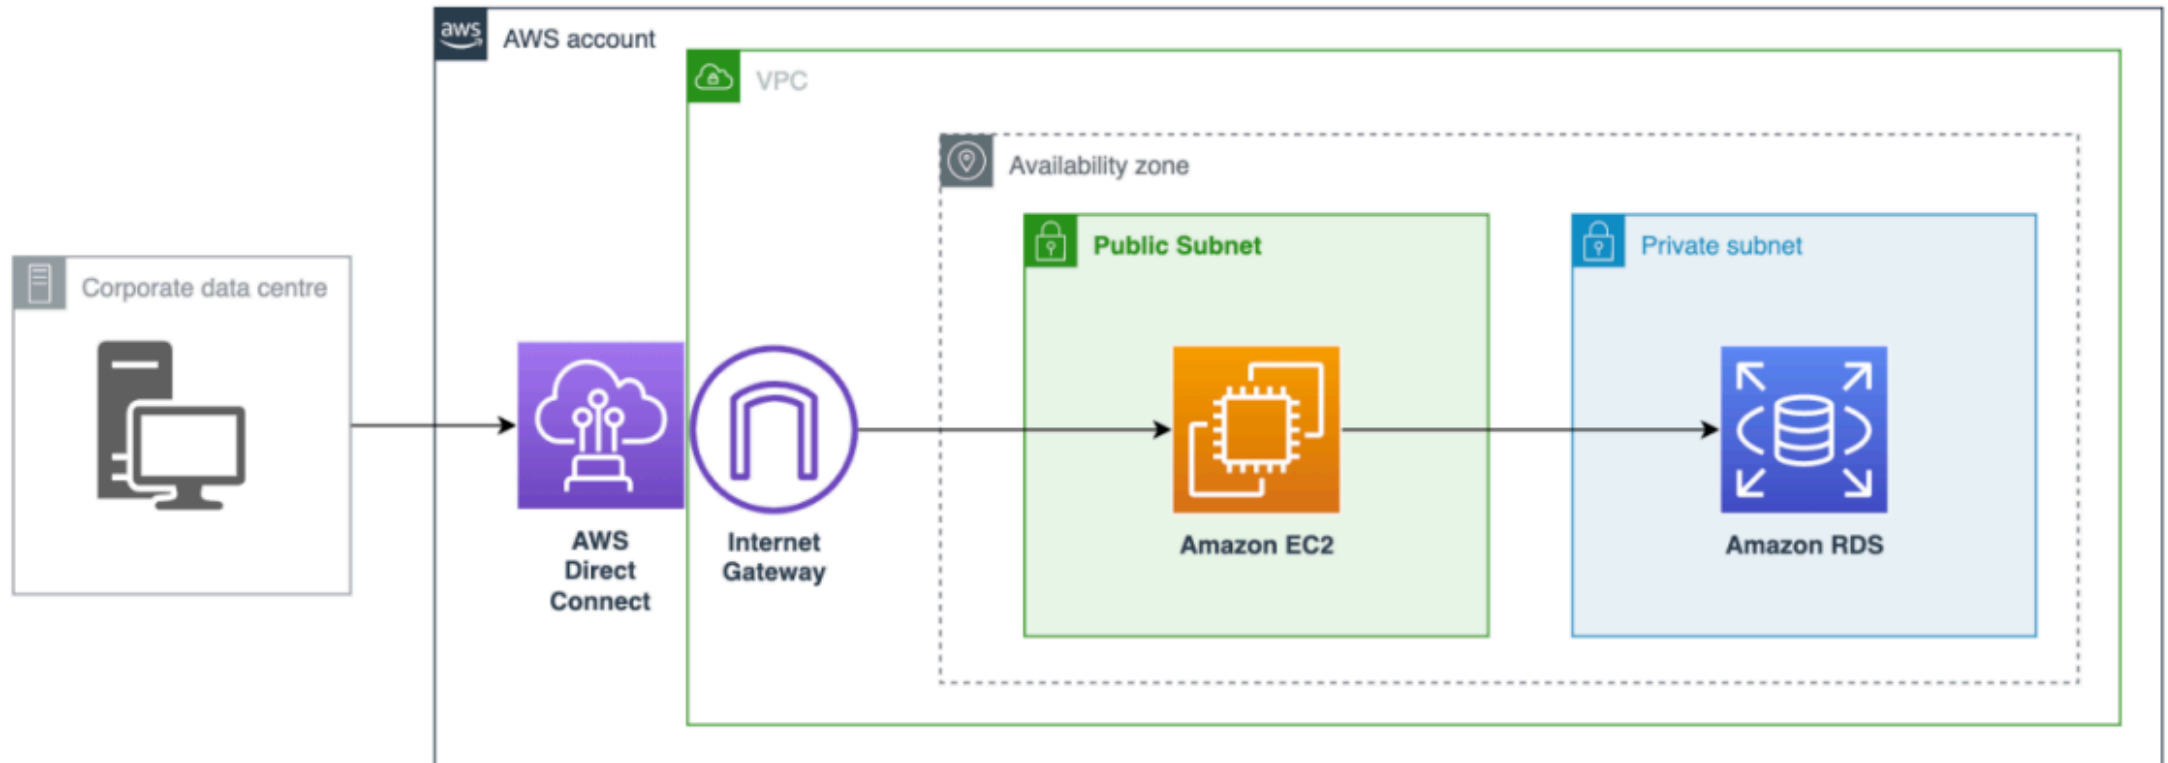 aws
AWS account
VPC
Availability zone
Public Subnet
Private subnet
Corporate data centre
AWS
Direct
Connect
Internet
Gateway
Amazon EC2
Amazon RDS